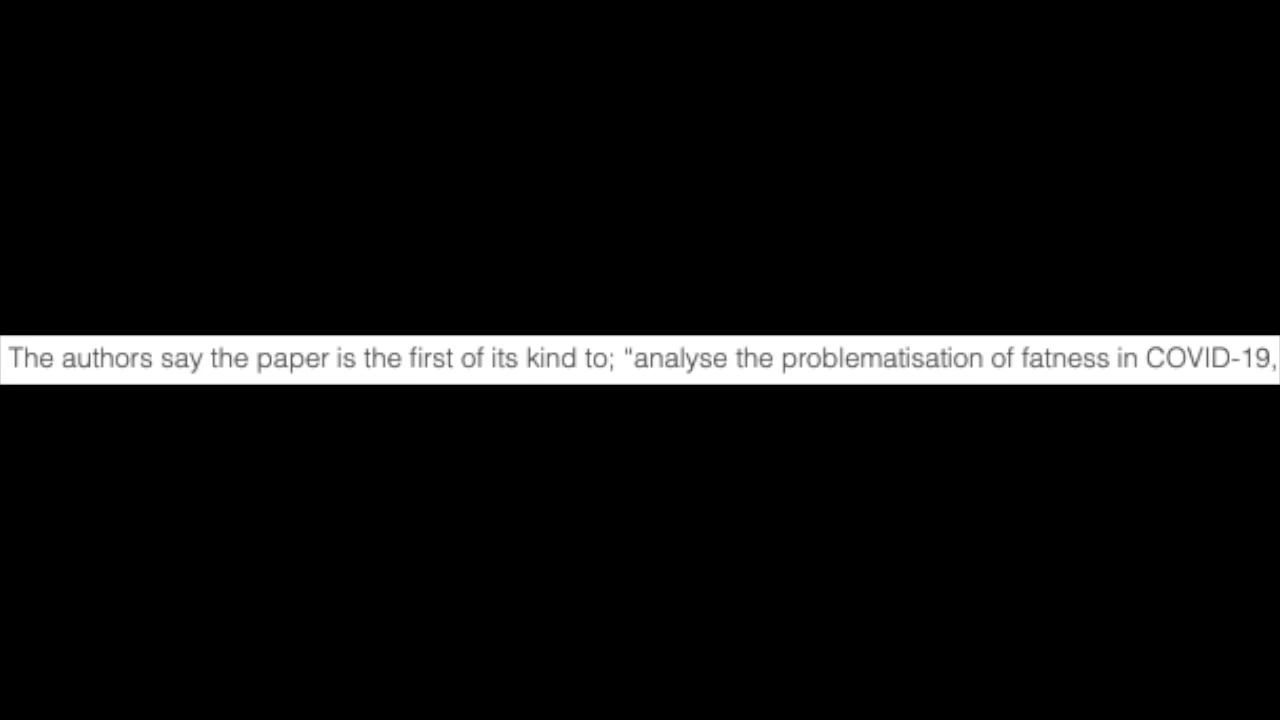 The authors say the paper is the first of its kind to; "analyse the problematisation of fatness in COVID-19,